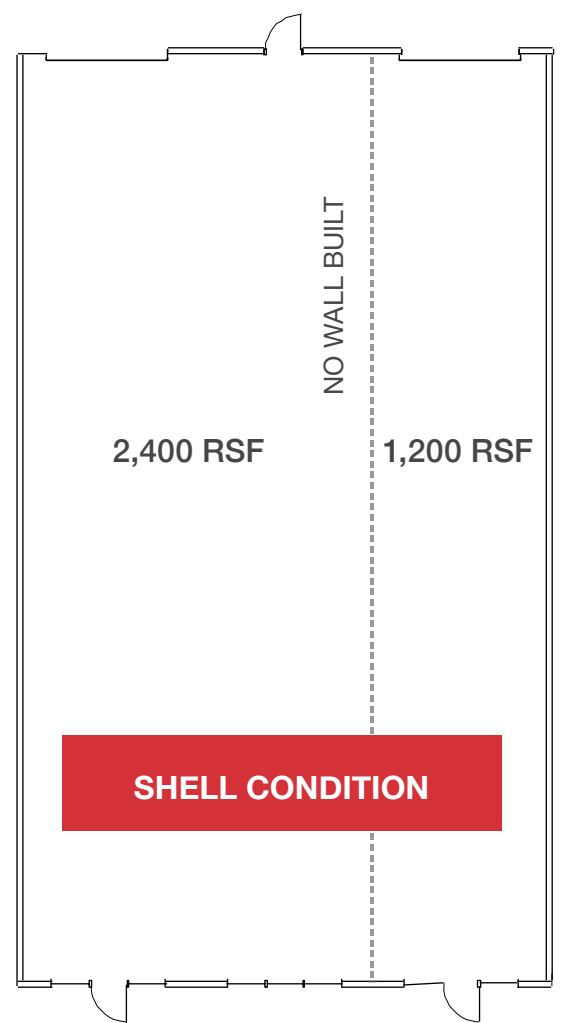 NO WALL BUILT
2,400 RSF
1,200 RSF
SHELL CONDITION